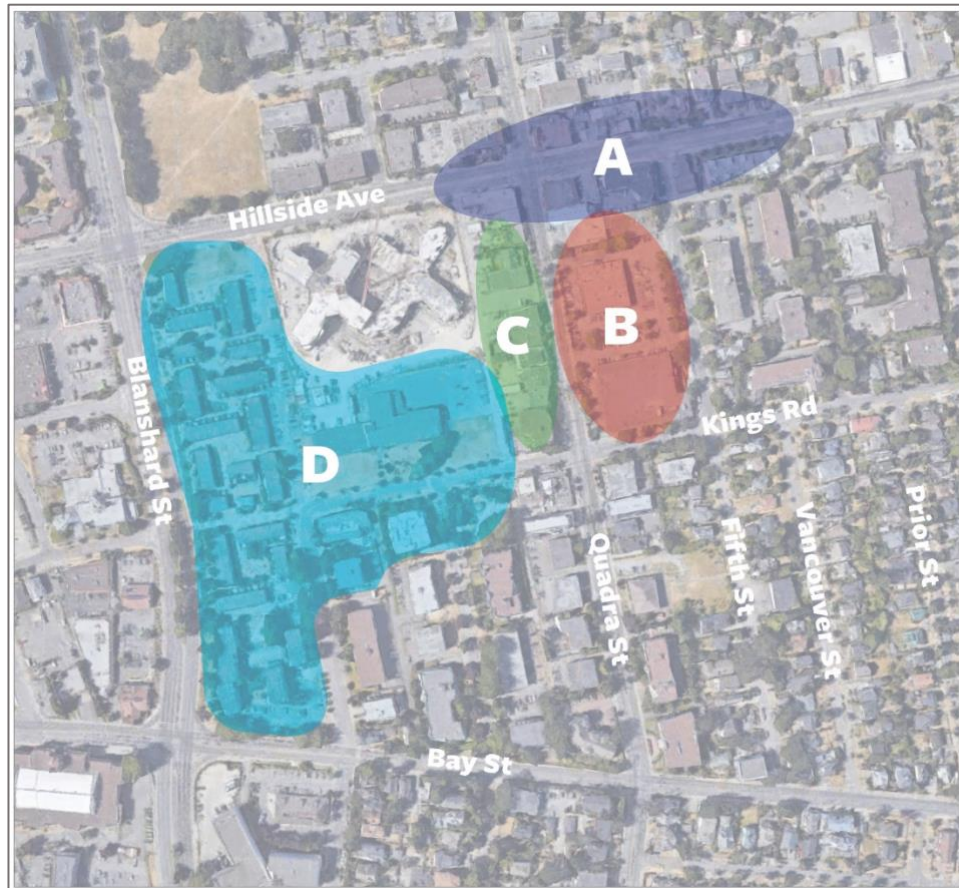 A
Hillside Ave
B
C
Blanshard St
Kings Rd
D
Prior St
Vancouver St
Fifth St
Quadra St
Bay St